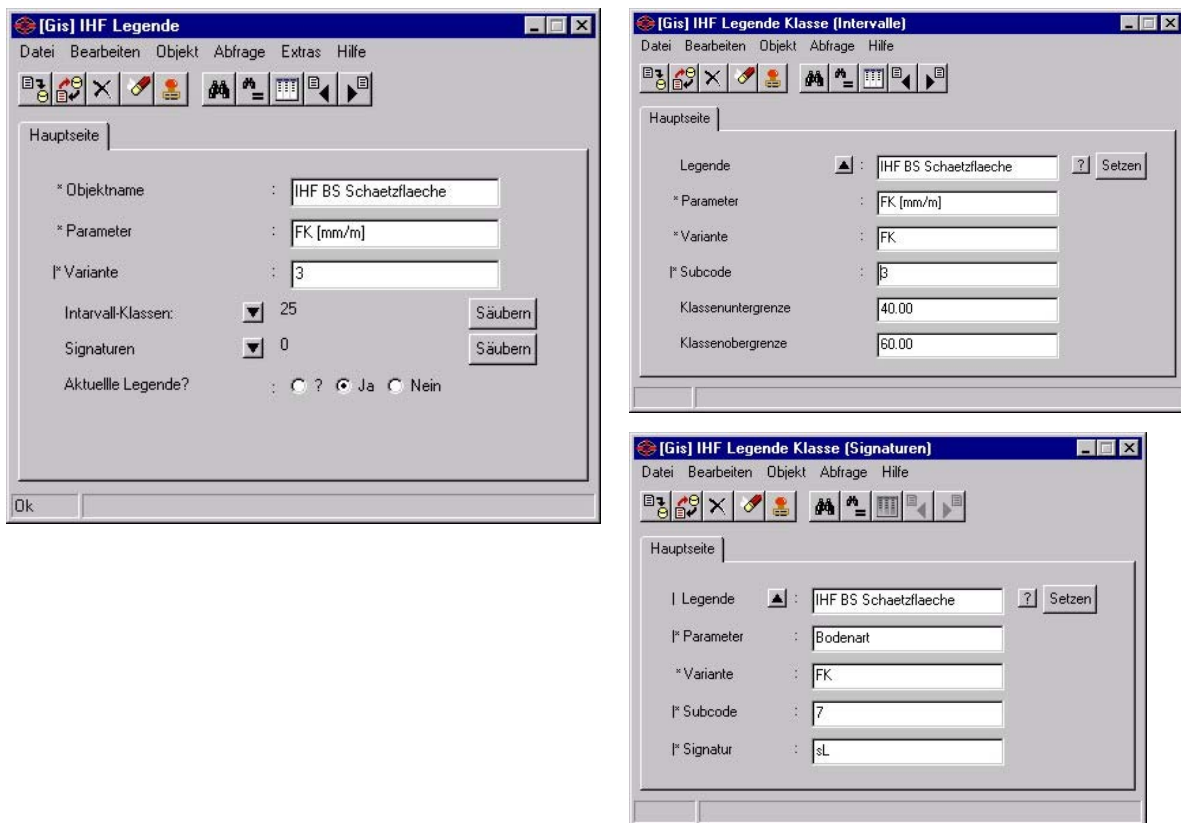 [Gis] IHF Legende
Datei Bearbeiten Objekt Abfrage Extras Hilfe
Hauptseite
* Objektname : IHF BS Schaetzflaeche
* Parameter : FK [mm/m]
|* Variante : 3
Intarvall-Klassen: 25 Säubern
Signaturen 0 Säubern
Aktuellle Legende? : ? Ja Nein
Ok
[Gis] IHF Legende Klasse (Intervalle)
Datei Bearbeiten Objekt Abfrage Hilfe
Hauptseite
Legende : IHF BS Schaetzflaeche ? Setzen
* Parameter : FK [mm/m]
* Variante : FK
|* Subcode : 3
Klassenuntergrenze 40.00
Klassenobergrenze 60.00
[Gis] IHF Legende Klasse (Signaturen)
Datei Bearbeiten Objekt Abfrage Hilfe
Hauptseite
| Legende : IHF BS Schaetzflaeche ? Setzen
|* Parameter : Bodenart
* Variante : FK
|* Subcode : 7
|* Signatur : sL